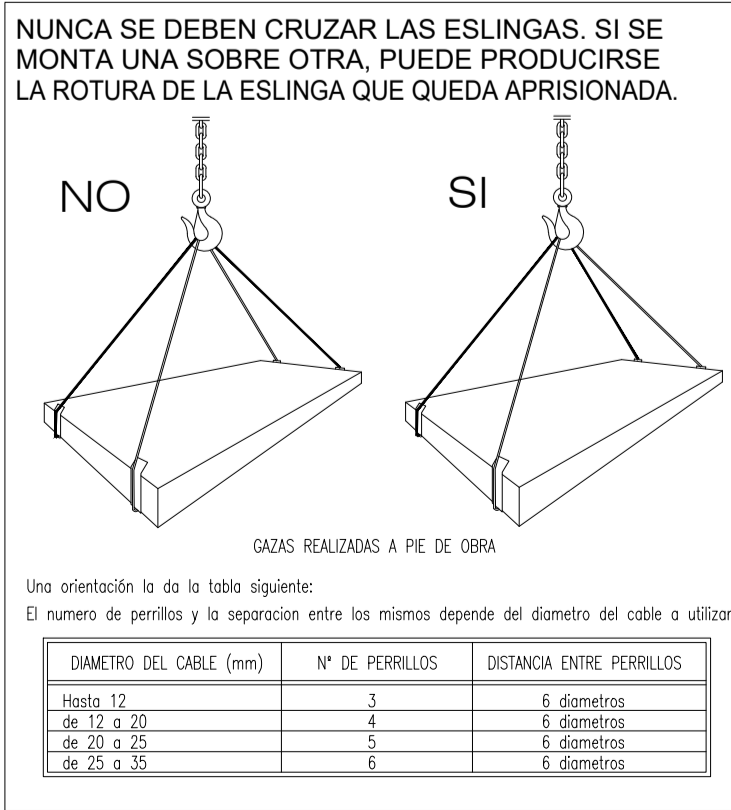 NUNCA SE DEBEN CRUZAR LAS ESLINGAS. SI SE
MONTA UNA SOBRE OTRA, PUEDE PRODUCIRSE
LA ROTURA DE LA ESLINGA QUE QUEDA APRISIONADA.
NO
SI
GAZAS REALIZADAS A PIE DE OBRA
Una orientación la da la tabla siguiente:
El numero de perrillos y la separacion entre los mismos depende del diametro del cable a utilizar
DIAMETRO DEL CABLE (mm) N° DE PERRILLOS DISTANCIA ENTRE PERRILLOS
Hasta 12 3 6 diametros
de 12 a 20 4 6 diametros
de 20 a 25 5 6 diametros
de 25 a 35 6 6 diametros